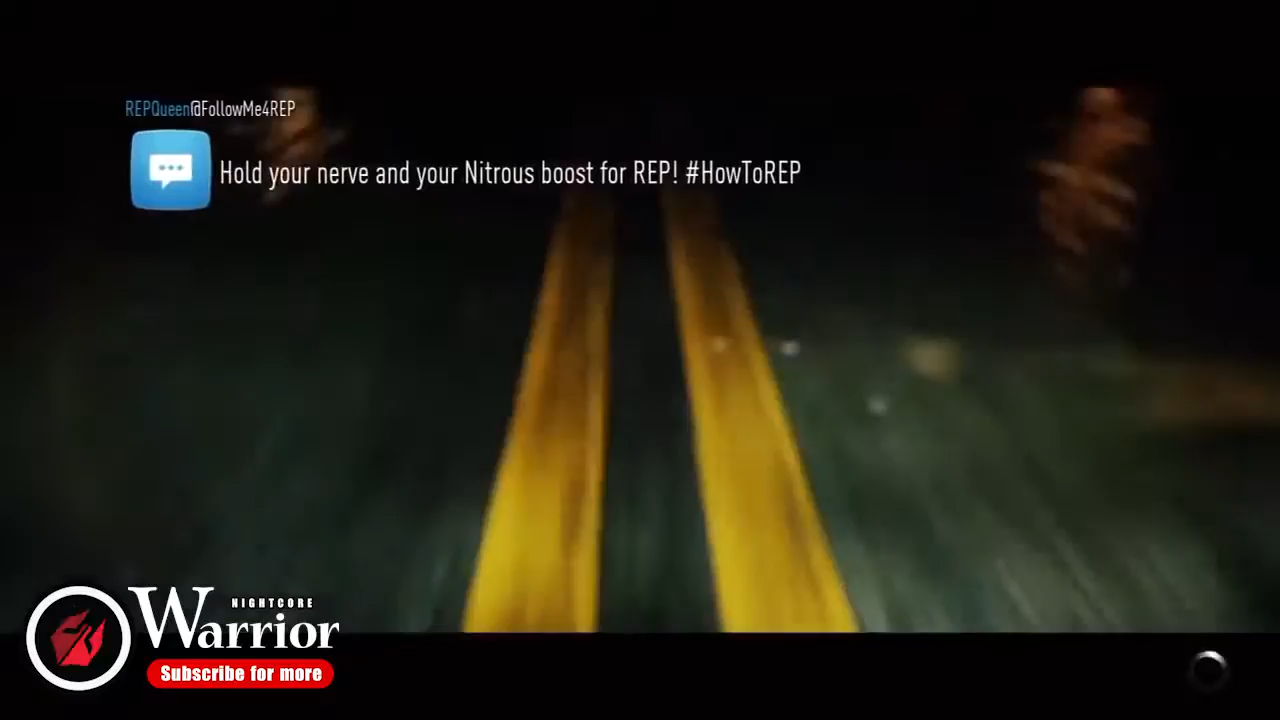 REPQueen@FollowMe4REP
Hold your nerve and your Nitrous boost for REP! #HowToREP
NIGHTCORE
Warrior
Subscribe for more